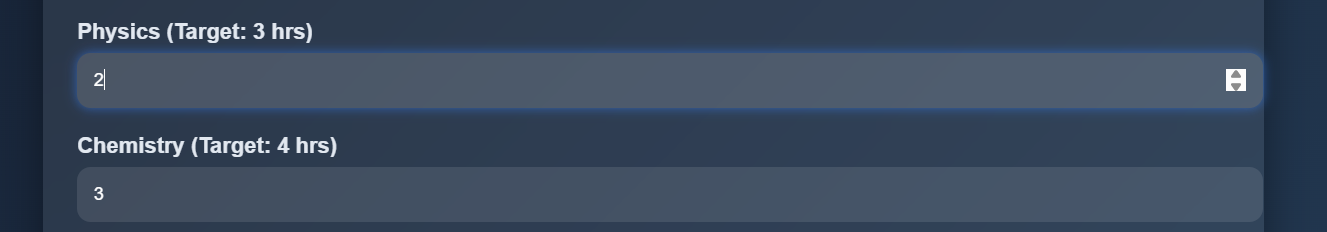 Physics (Target: 3 hrs)
2
Chemistry (Target: 4 hrs)
3